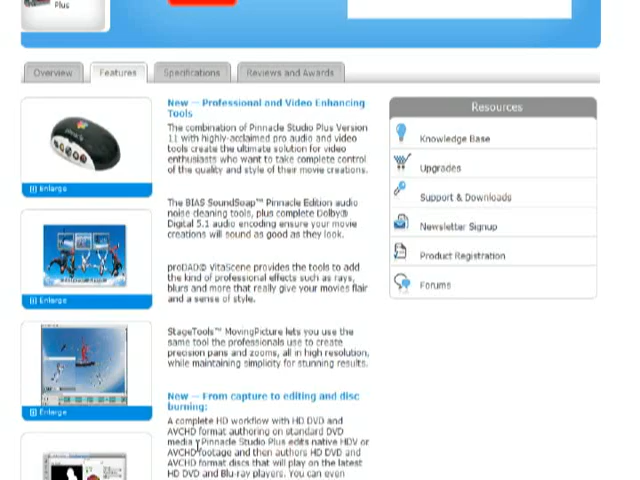 Plus
Overview
Features
Specifications
Reviews and Awards
New — Professional and Video Enhancing
Tools
The combination of Pinnacle Studio Plus Version
11 with highly-acclaimed pro audio and video
tools create the ultimate solution for video
enthusiasts who want to take complete control
of the quality and style of their movie creations.
The BIAS SoundSoap™ Pinnacle Edition audio
noise cleaning tools, plus complete Dolby®
Digital 5.1 audio encoding ensure your movie
creations will sound as good as they look.
proDAD® VitaScene provides the tools to add
the kind of professional effects such as rays,
blurs and more that really give your movies flair
and a sense of style.
StageTools™ MovingPicture lets you use the
same tool the professionals use to create
precision pans and zooms, all in high resolution,
while maintaining simplicity for stunning results.
New — From capture to editing and disc
burning:
A complete HD workflow with HD DVD and
AVCHD format authoring on standard DVD
media. Pinnacle Studio Plus edits native HDV or
AVCHD footage and then authors HD DVD and
AVCHD format discs that will play on the latest
HD DVD and Blu-ray players. You can even
Enlarge
Enlarge
Enlarge
Resources
Knowledge Base
Upgrades
Support & Downloads
Newsletter Signup
Product Registration
Forums